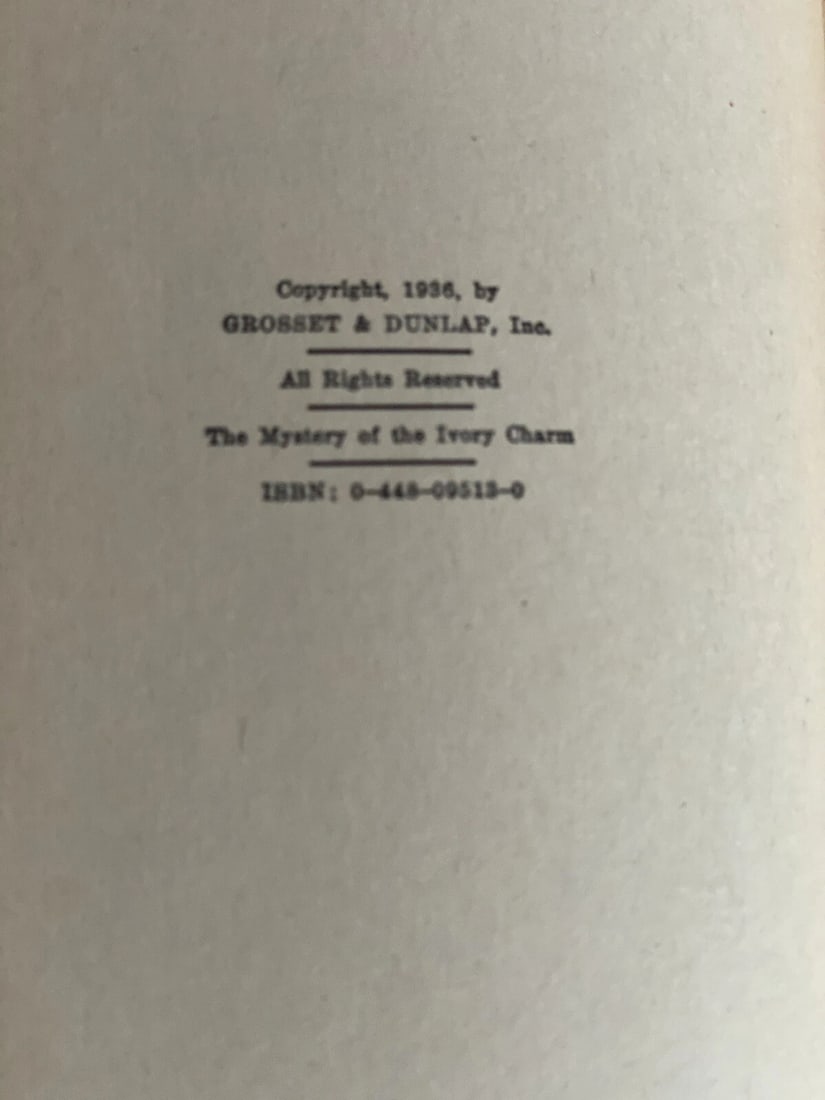 Copyright, 1936, by
GROSSET & DUNLAP, Inc.
All Rights Reserved
The Mystery of the Ivory Charm
ISBN: 0-448-09513-0